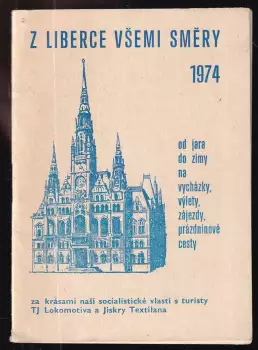 Z LIBERCE VŠEMI SMĚRY
1974
od jara
do zimy
na
vycházky,
výlety,
zájezdy,
prázdninové
cesty
za krásami naší socialistické vlasti s turisty
TJ Lokomotiva a Jiskry Textilana